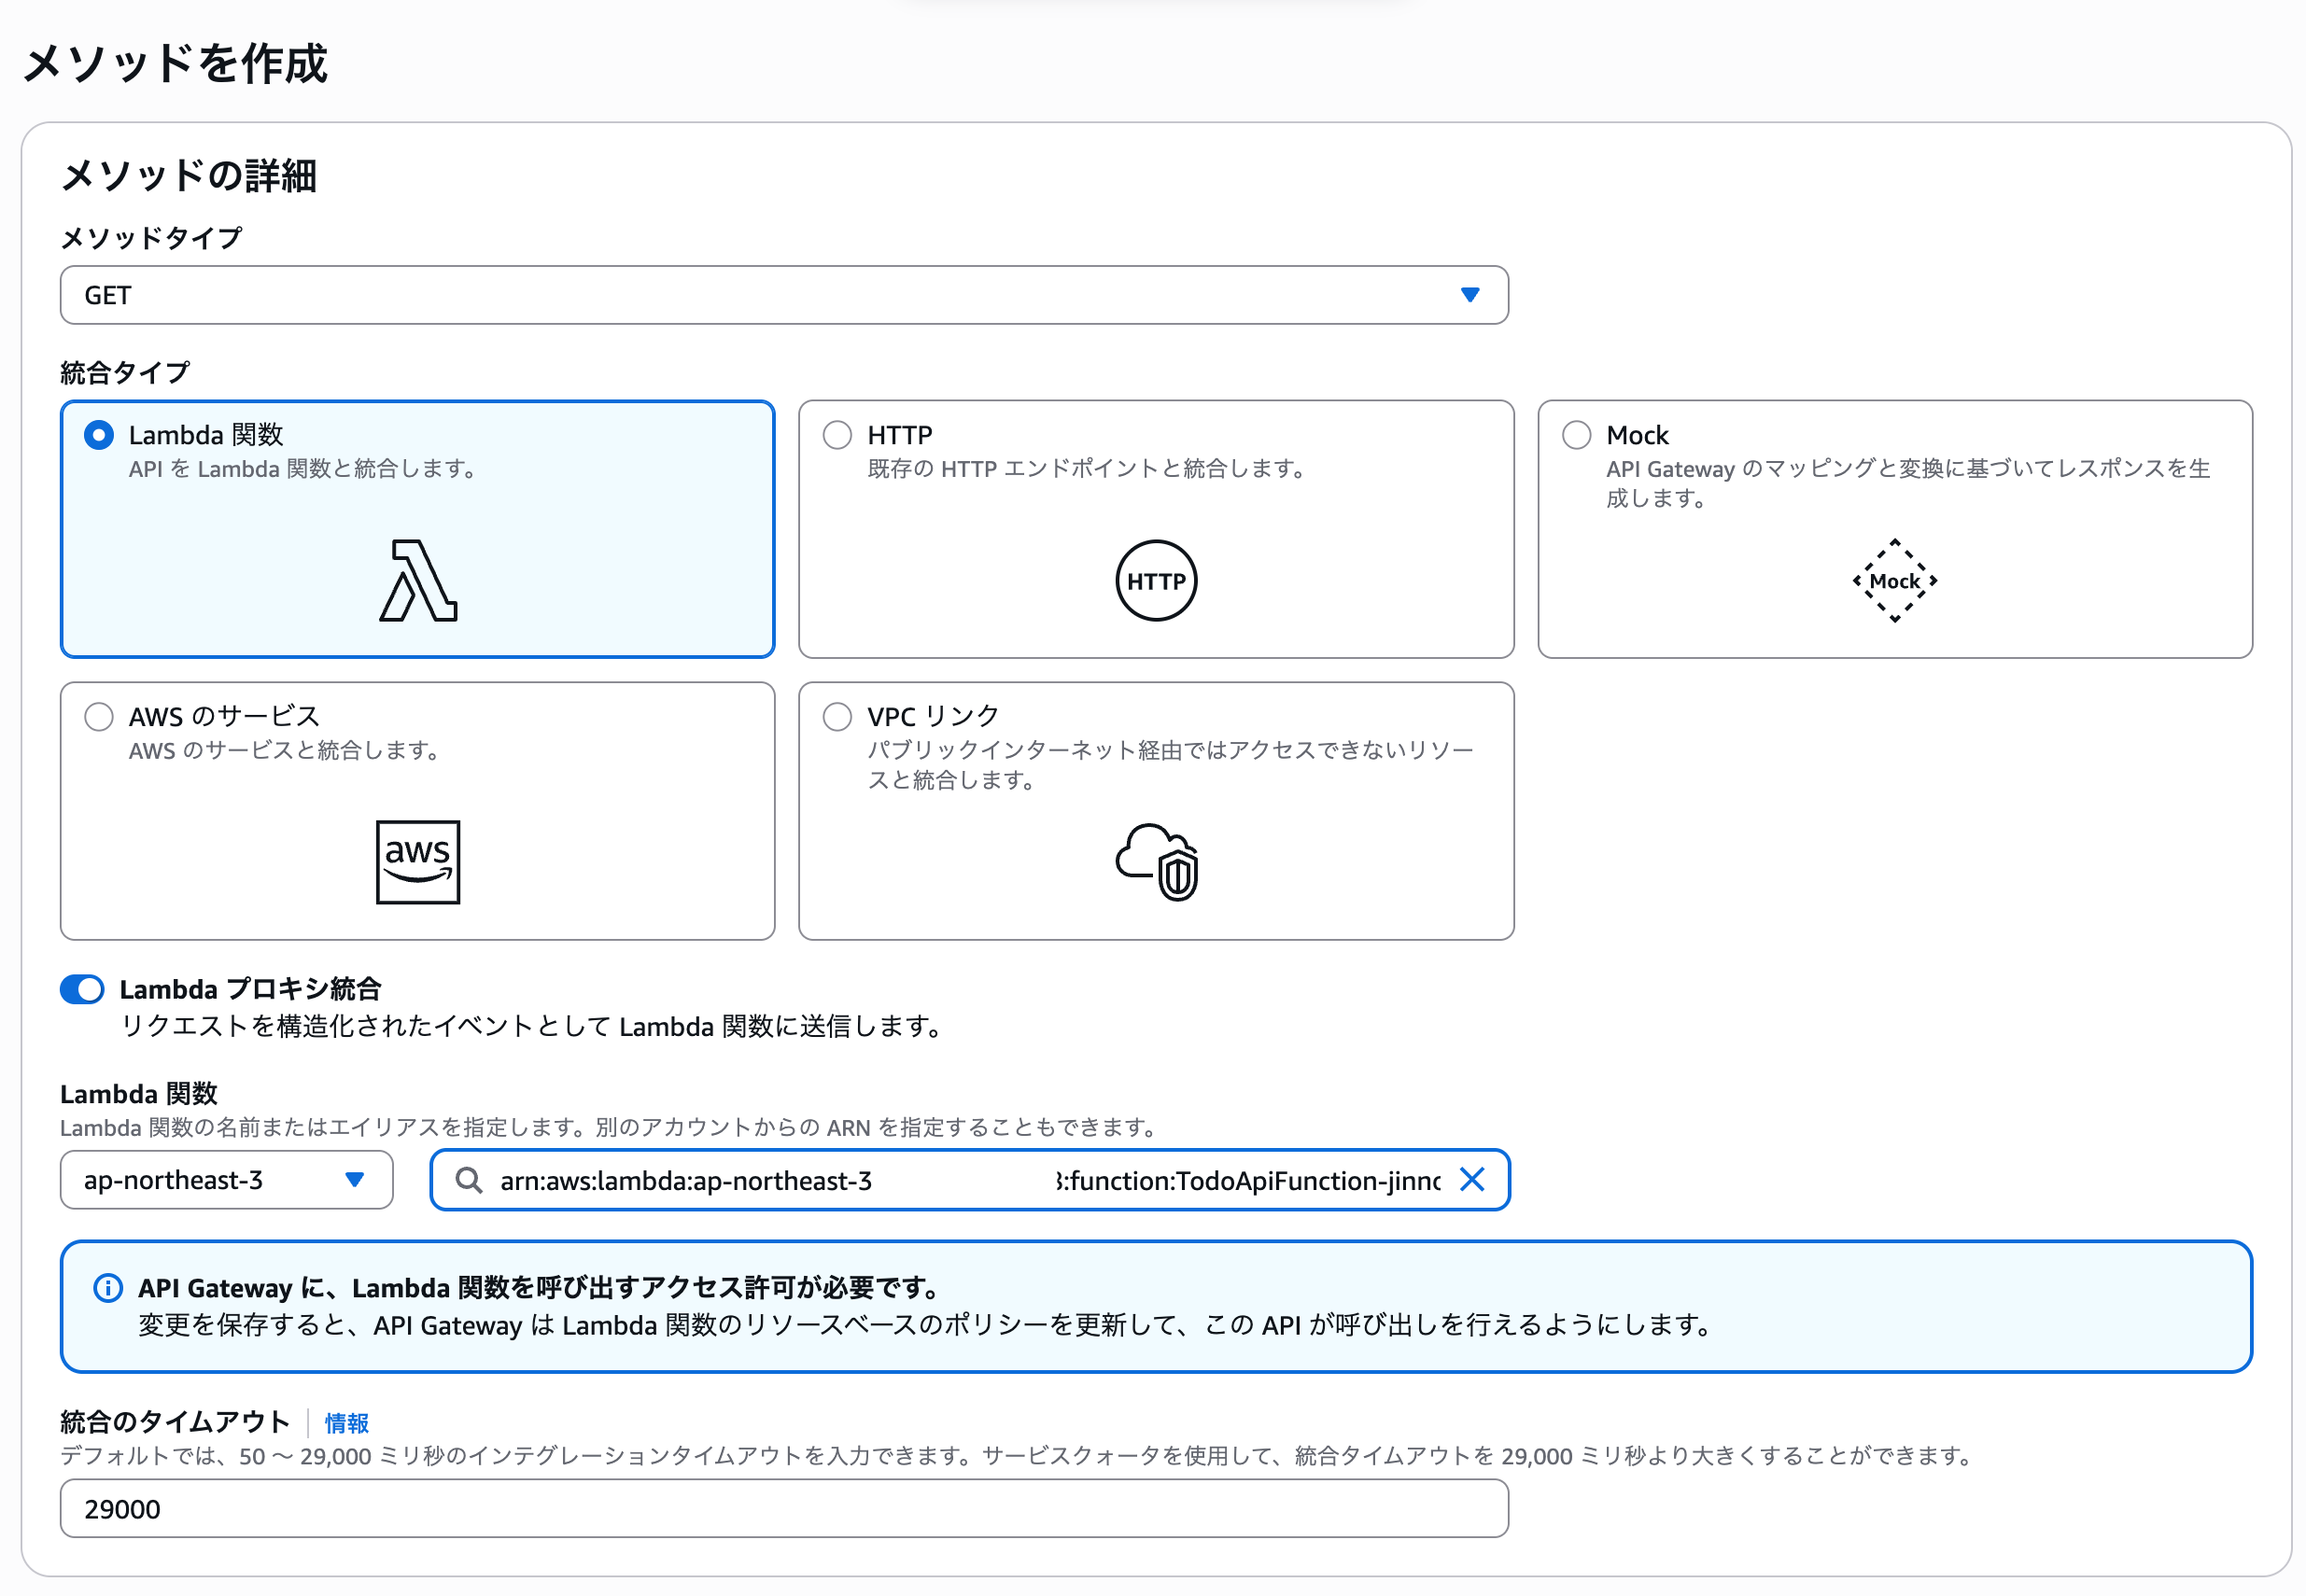 メソッドを作成
メソッドの詳細
メソッドタイプ
GET
統合タイプ
Lambda 関数
API を Lambda 関数と統合します。
HTTP
既存の HTTP エンドポイントと統合します。
HTTP
Mock
API Gateway のマッピングと変換に基づいてレスポンスを生
成します。
Mock
AWS のサービス
AWS のサービスと統合します。
aws
VPC リンク
パブリックインターネット経由ではアクセスできないリソー
スと統合します。
Lambda プロキシ統合
リクエストを構造化されたイベントとして Lambda 関数に送信します。
Lambda 関数
Lambda 関数の名前またはエイリアスを指定します。別のアカウントからの ARN を指定することもできます。
ap-northeast-3
arn:aws:lambda:ap-northeast-3 :function:TodoApiFunction-jinn
API Gateway に、Lambda 関数を呼び出すアクセス許可が必要です。
変更を保存すると、API Gateway は Lambda 関数のリソースベースのポリシーを更新して、この API が呼び出しを行えるようにします。
統合のタイムアウト 情報
デフォルトでは、50 ～ 29,000 ミリ秒のインテグレーションタイムアウトを入力できます。サービスクォータを使用して、統合タイムアウトを 29,000 ミリ秒より大きくすることができます。
29000